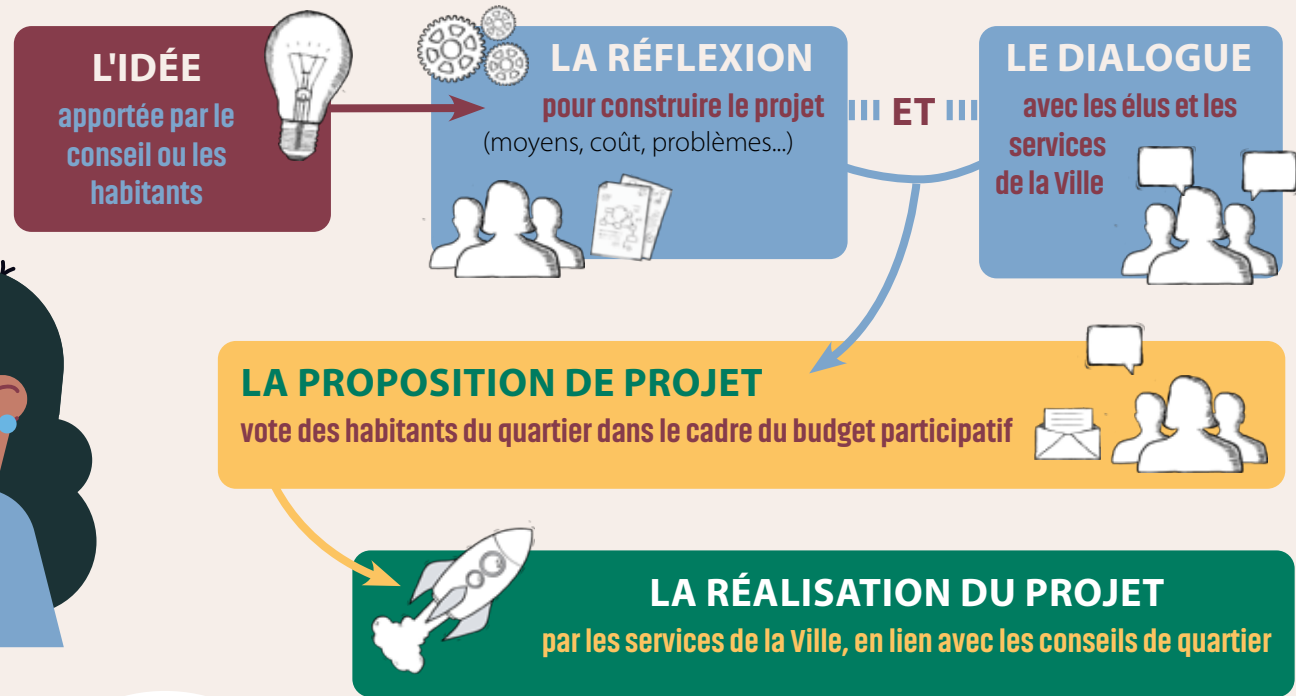 L'IDÉE
apportée par le
conseil ou les
habitants
LA RÉFLEXION
pour construire le projet
(moyens, coût, problèmes...)
ET
LE DIALOGUE
avec les élus et les
services
de la Ville
LA PROPOSITION DE PROJET
vote des habitants du quartier dans le cadre du budget participatif
LA RÉALISATION DU PROJET
par les services de la Ville, en lien avec les conseils de quartier